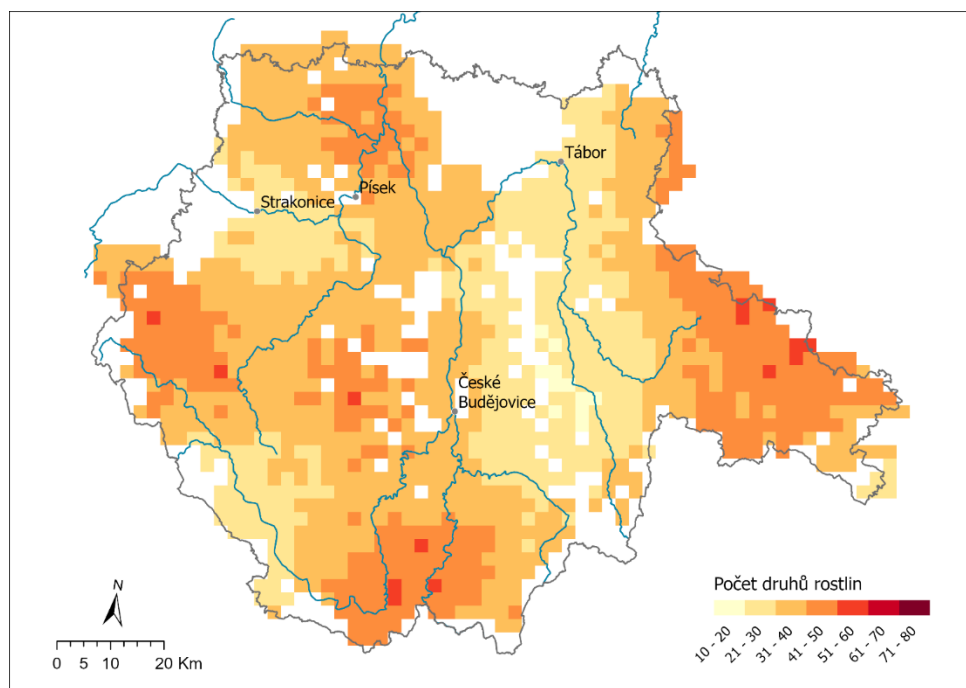 Tábor
Písek
Strakonice
České
Budějovice
N
0 5 10 20 Km
Počet druhů rostlin
10 - 20
21 - 30
31 - 40
41 - 50
51 - 60
61 - 70
71 - 80